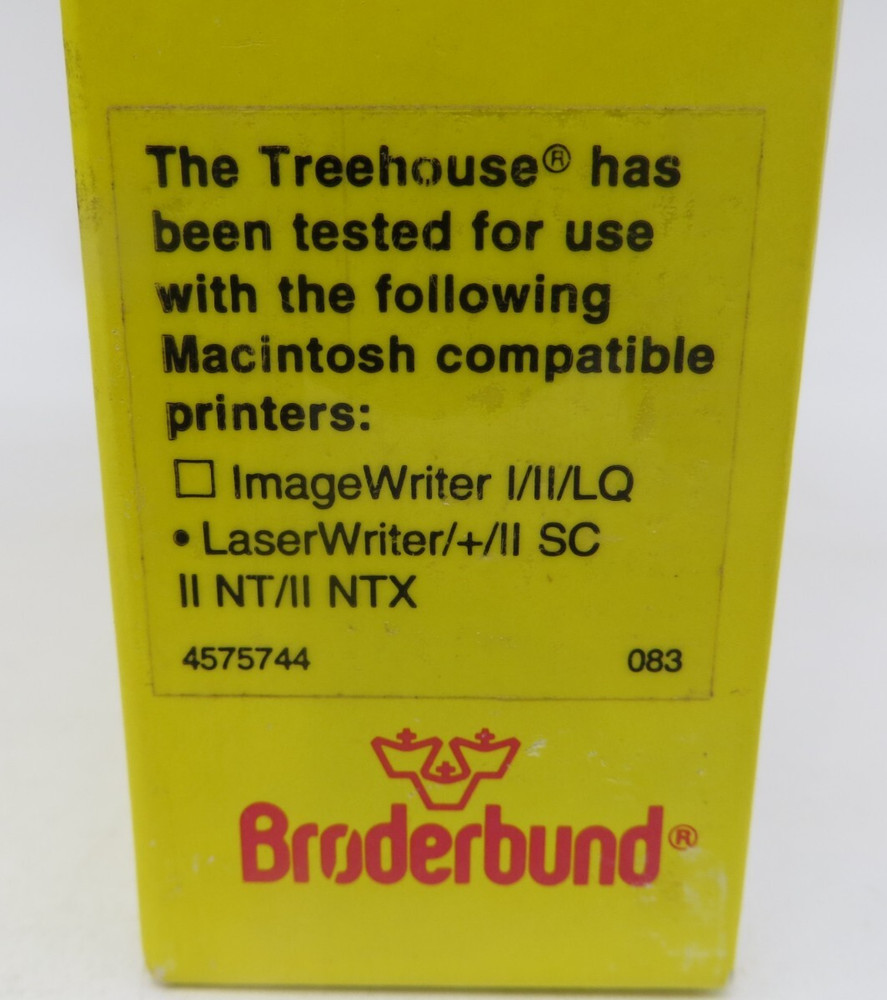 The Treehouse® has
been tested for use
with the following
Macintosh compatible
printers:
☐ ImageWriter I/II/LQ
• LaserWriter/+/II SC
II NT/II NTX
4575744 083
Brøderbund®